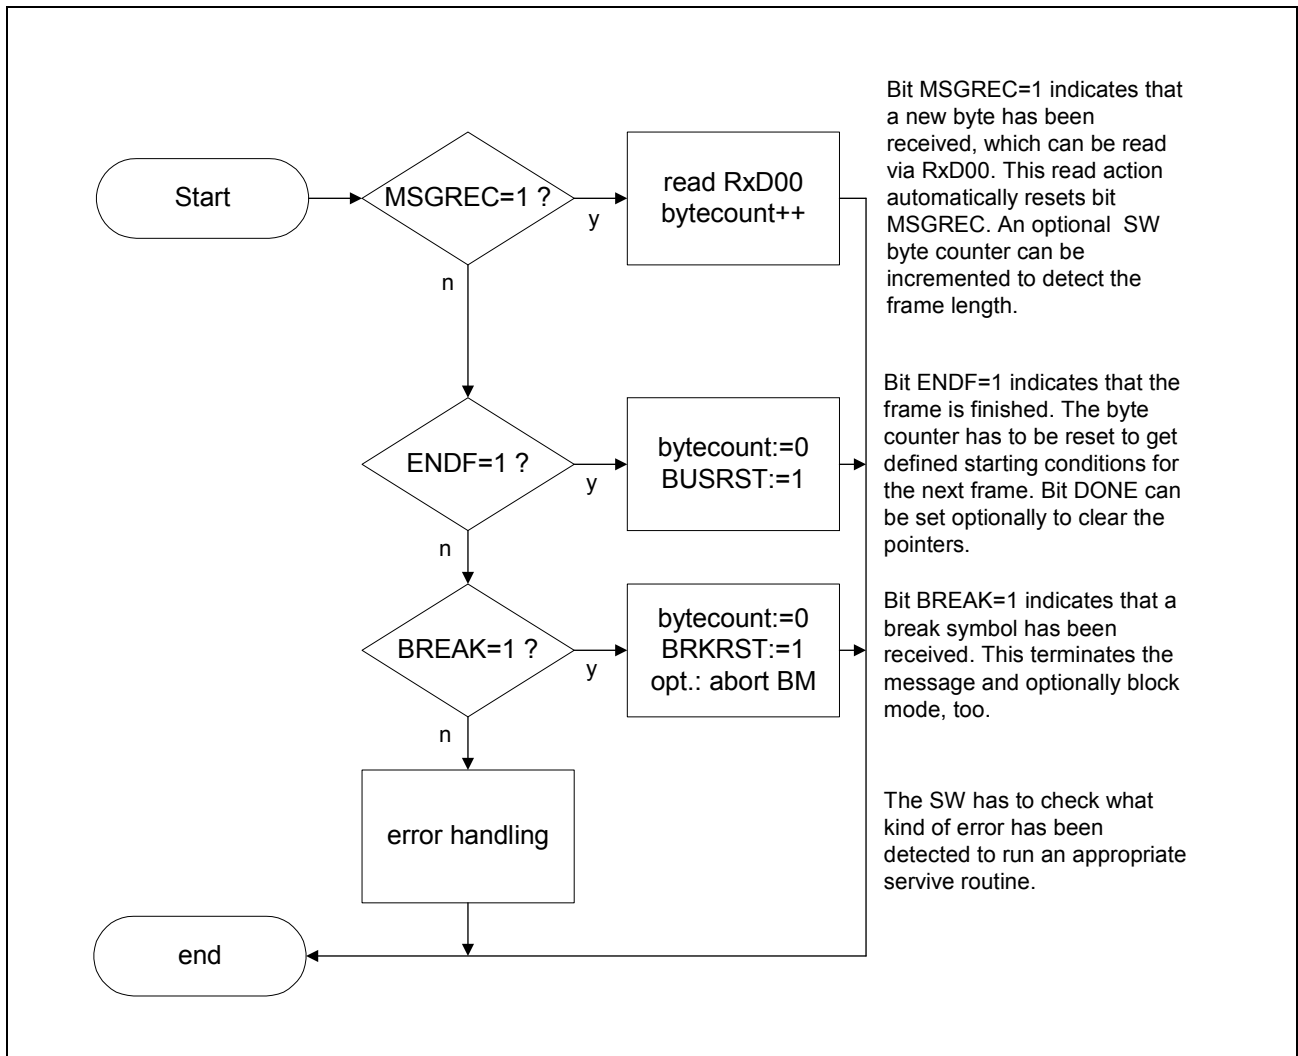 Start
MSGREC=1 ?
y
n
read RxD00
bytecount++
Bit MSGREC=1 indicates that
a new byte has been
received, which can be read
via RxD00. This read action
automatically resets bit
MSGREC. An optional  SW
byte counter can be
incremented to detect the
frame length.
ENDF=1 ?
y
n
bytecount:=0
BUSRST:=1
Bit ENDF=1 indicates that the
frame is finished. The byte
counter has to be reset to get
defined starting conditions for
the next frame. Bit DONE can
be set optionally to clear the
pointers.
BREAK=1 ?
y
n
bytecount:=0
BRKRST:=1
opt.: abort BM
Bit BREAK=1 indicates that a
break symbol has been
received. This terminates the
message and optionally block
mode, too.
error handling
The SW has to check what
kind of error has been
detected to run an appropriate
servive routine.
end